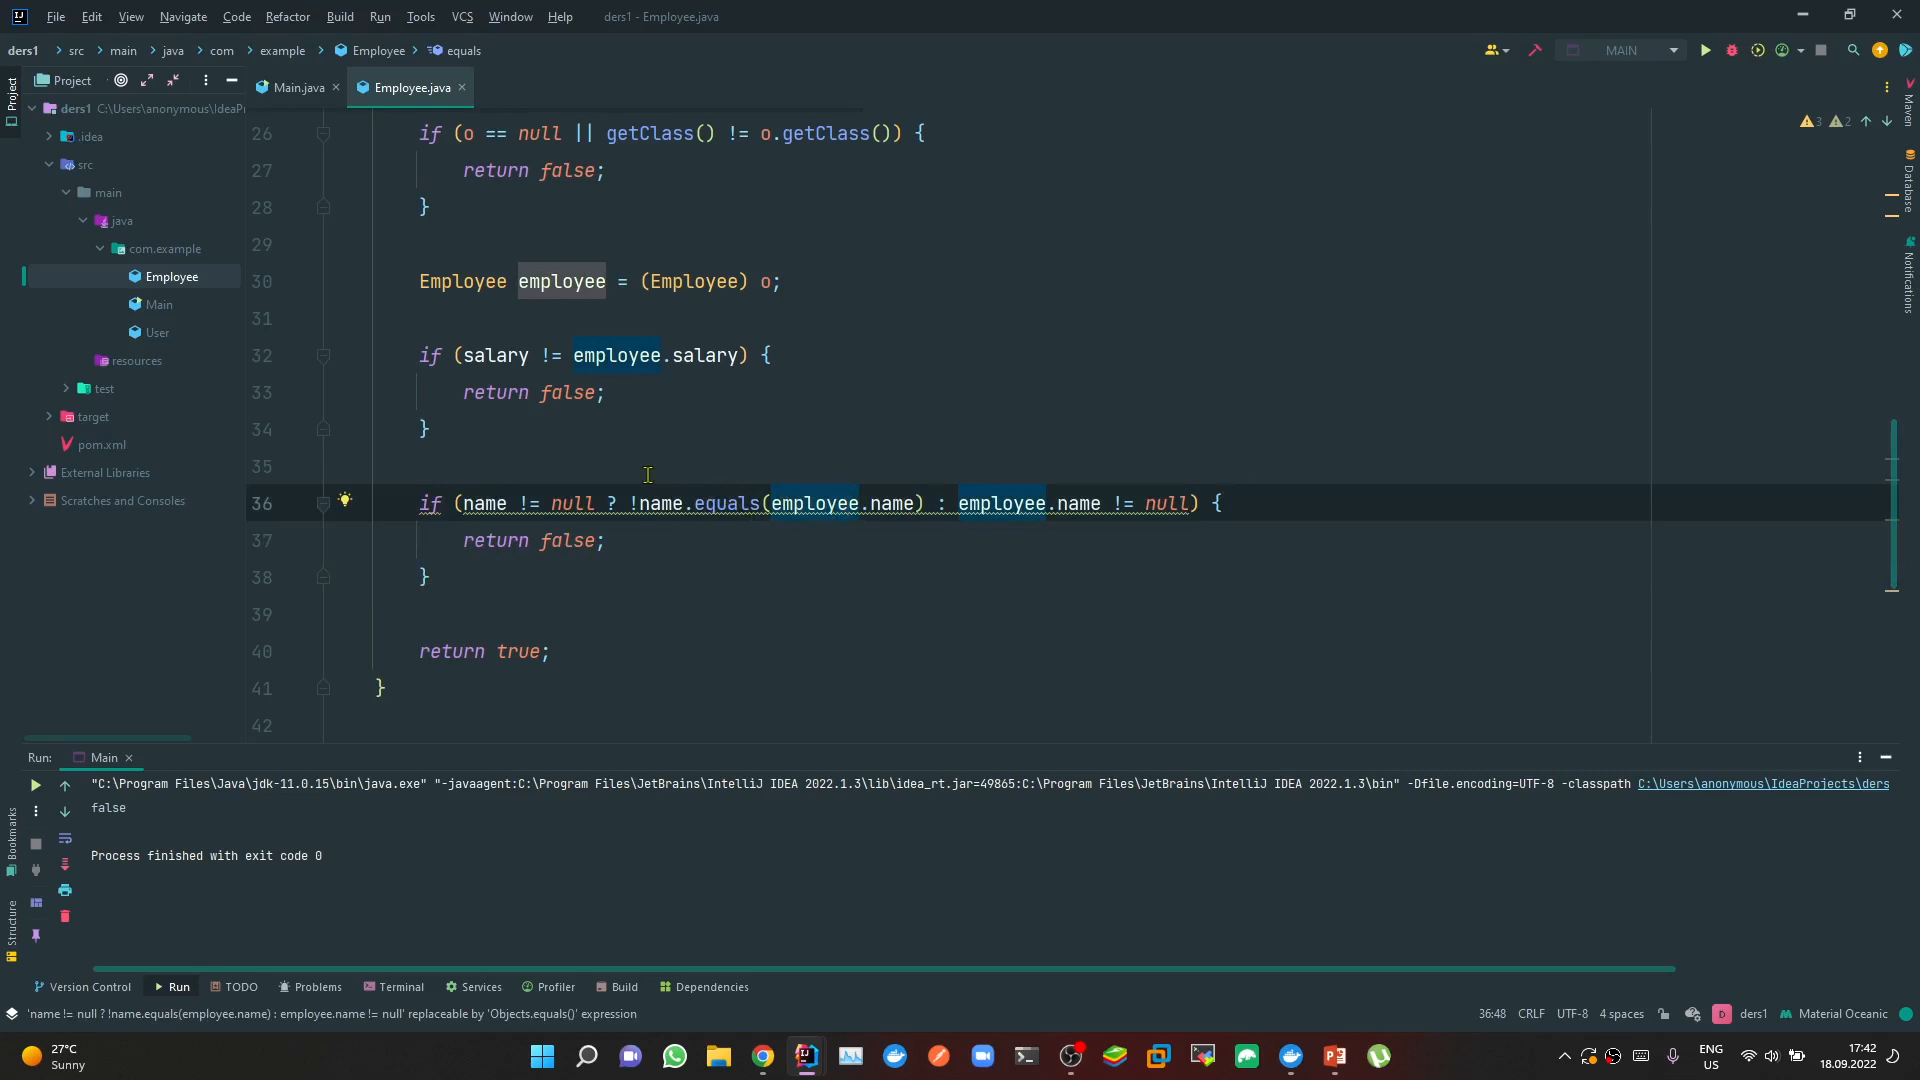 File Edit View Navigate Code Refactor Build Run Tools VCS Window Help ders1 - Employee.java
ders1 > src > main > java > com > example > Employee > equals
MAIN
Project
Main.java
Employee.java
Project
ders1 C:\Users\anonymous\IdeaPr
.idea
src
main
java
com.example
Employee
Main
User
resources
test
target
pom.xml
External Libraries
Scratches and Consoles
3 2
26 if (o == null || getClass() != o.getClass()) {
27 return false;
28 }
29
30 Employee employee = (Employee) o;
31
32 if (salary != employee.salary) {
33 return false;
34 }
35
36 if (name != null ? !name.equals(employee.name) : employee.name != null) {
37 return false;
38 }
39
40 return true;
41 }
42
Maven
Database
Notifications
Run: Main
"C:\Program Files\Java\jdk-11.0.15\bin\java.exe" "-javaagent:C:\Program Files\JetBrains\IntelliJ IDEA 2022.1.3\lib\idea_rt.jar=49865:C:\Program Files\JetBrains\IntelliJ IDEA 2022.1.3\bin" -Dfile.encoding=UTF-8 -classpath C:\Users\anonymous\IdeaProjects\ders
false
Process finished with exit code 0
Bookmarks
Structure
Version Control Run TODO Problems Terminal Services Profiler Build Dependencies
'name != null ? !name.equals(employee.name) : employee.name != null' replaceable by 'Objects.equals()' expression
36:48 CRLF UTF-8 4 spaces D ders1 Material Oceanic
27°C
Sunny
ENG
US
17:42
18.09.2022